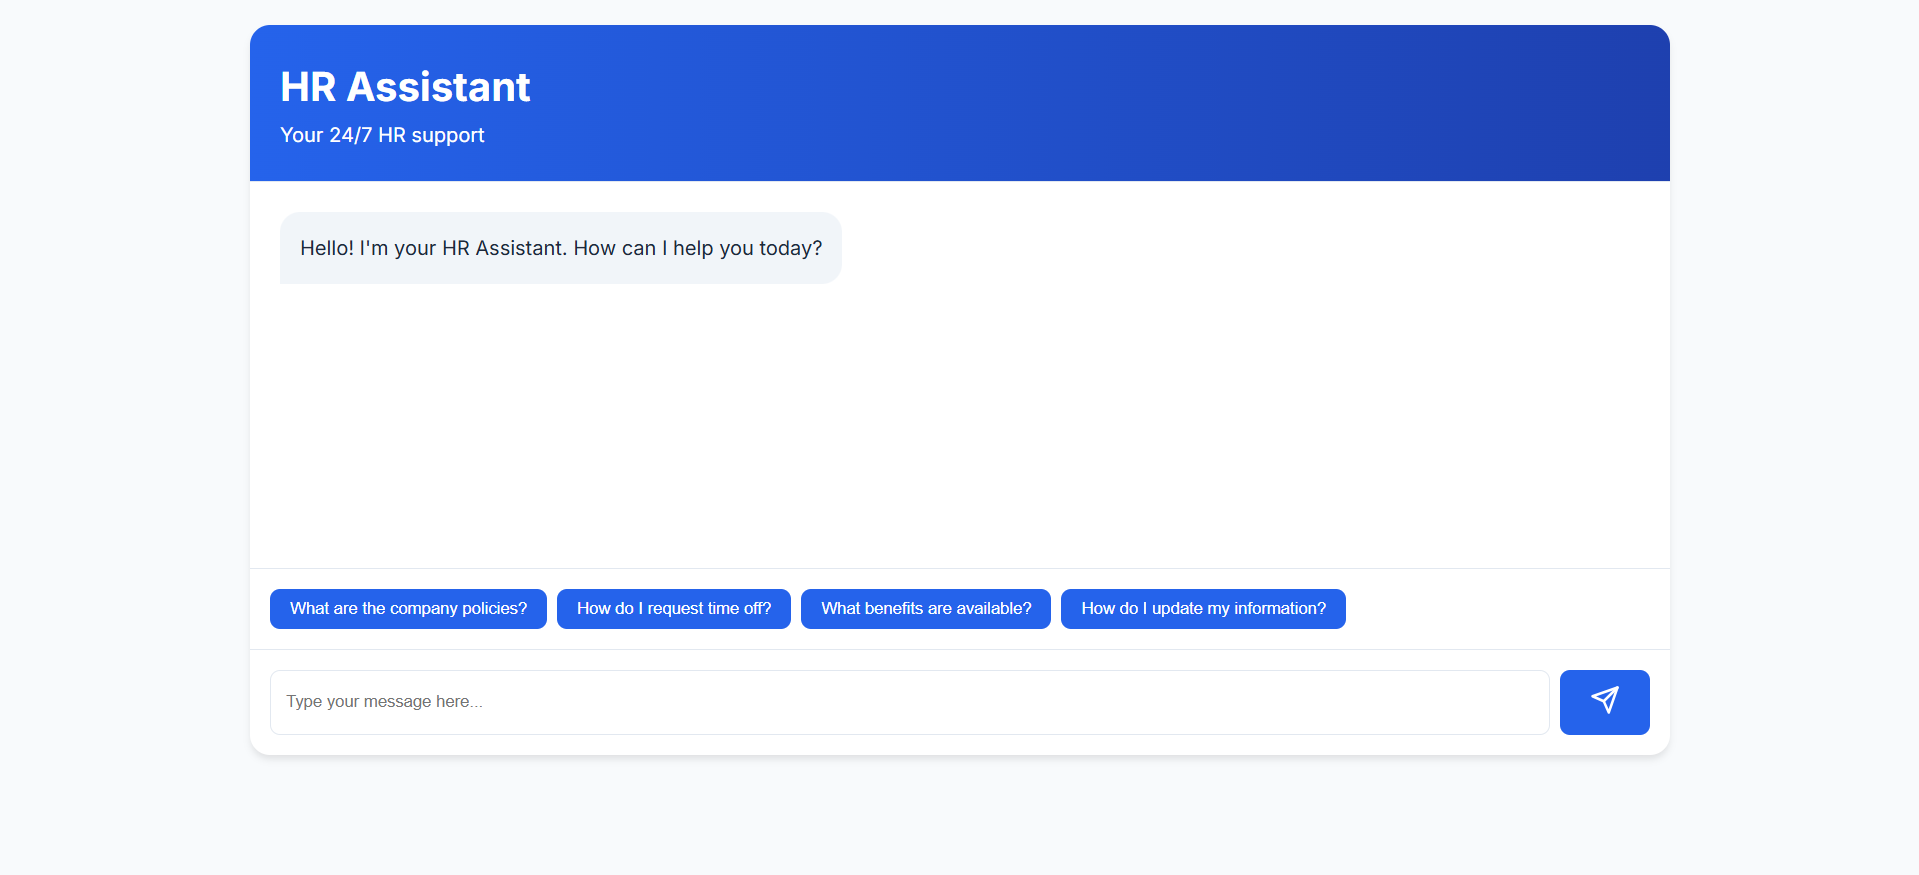 HR Assistant
Your 24/7 HR support
Hello! I'm your HR Assistant. How can I help you today?
What are the company policies?
How do I request time off?
What benefits are available?
How do I update my information?
Type your message here...